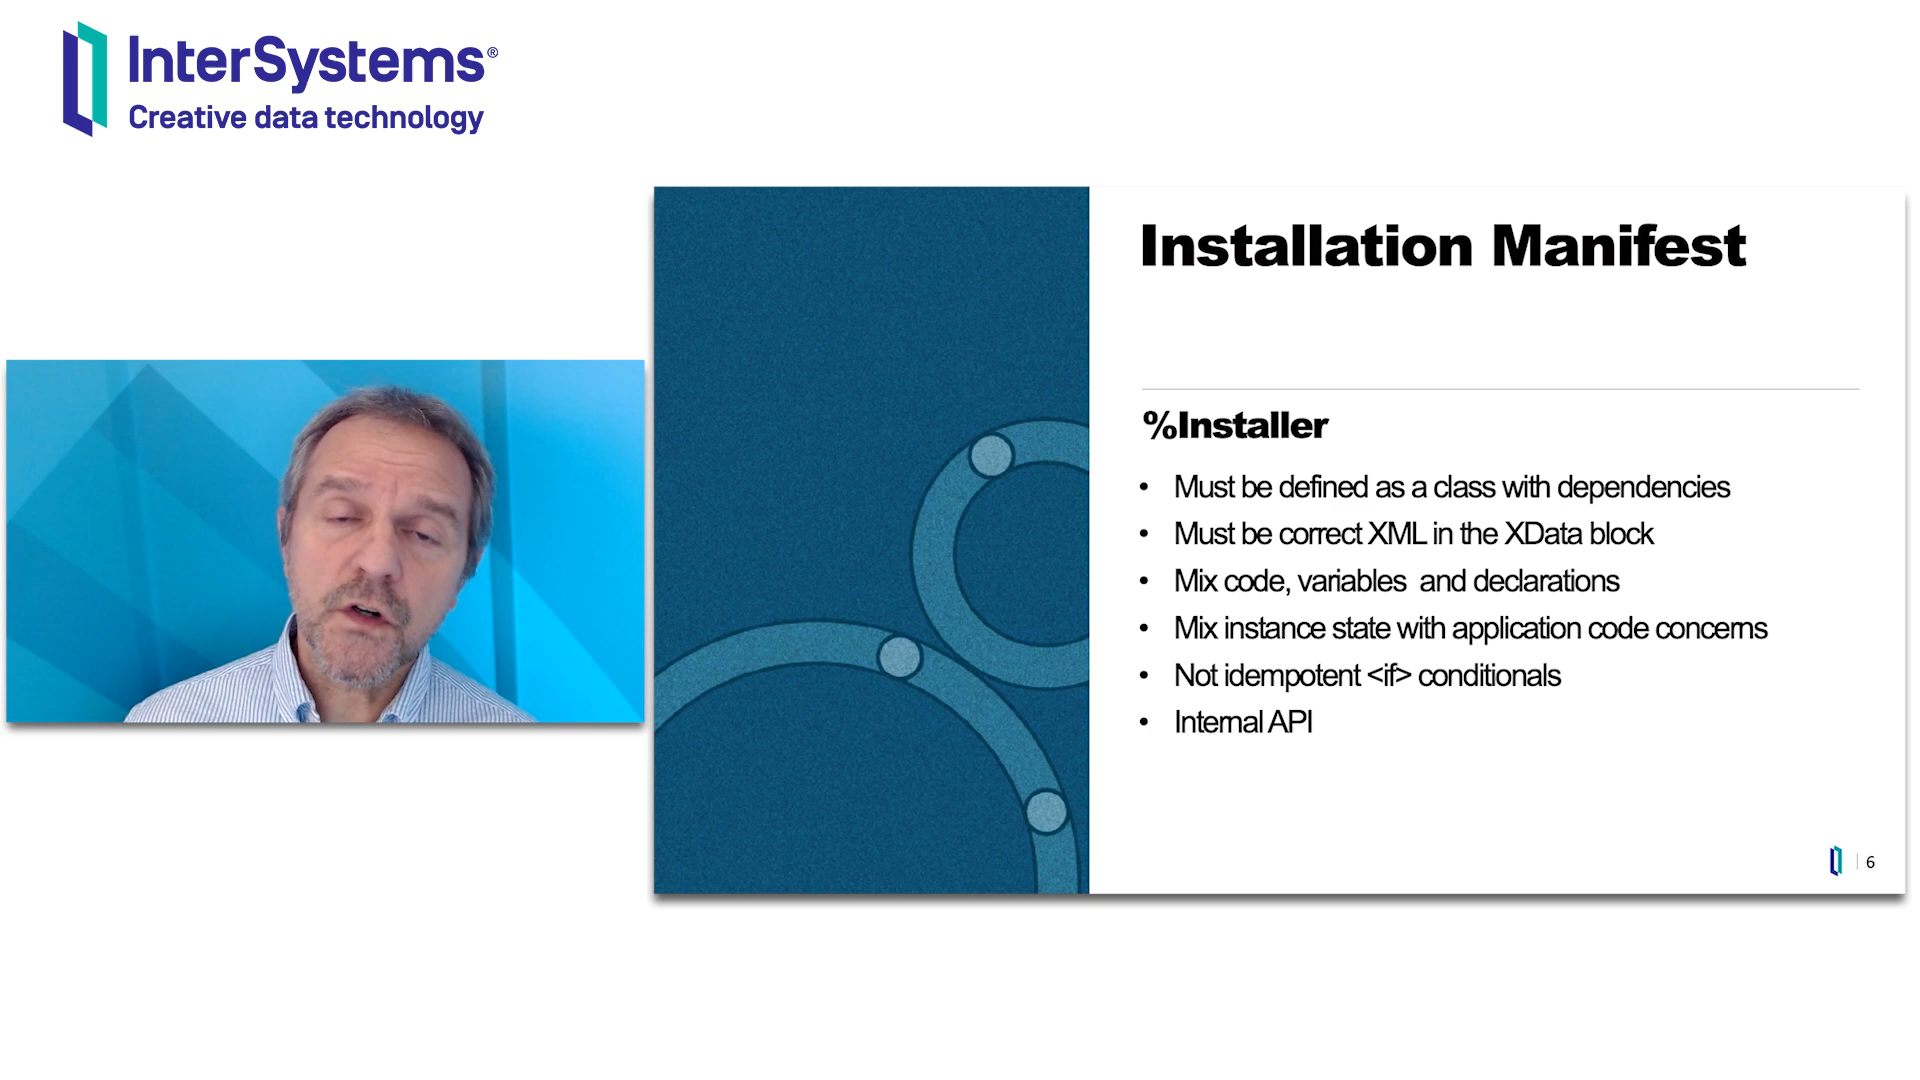 InterSystems®
Creative data technology
Installation Manifest
%Installer
• Must be defined as a class with dependencies
• Must be correct XML in the XData block
• Mix code, variables and declarations
• Mix instance state with application code concerns
• Not idempotent <if> conditionals
• Internal API
6